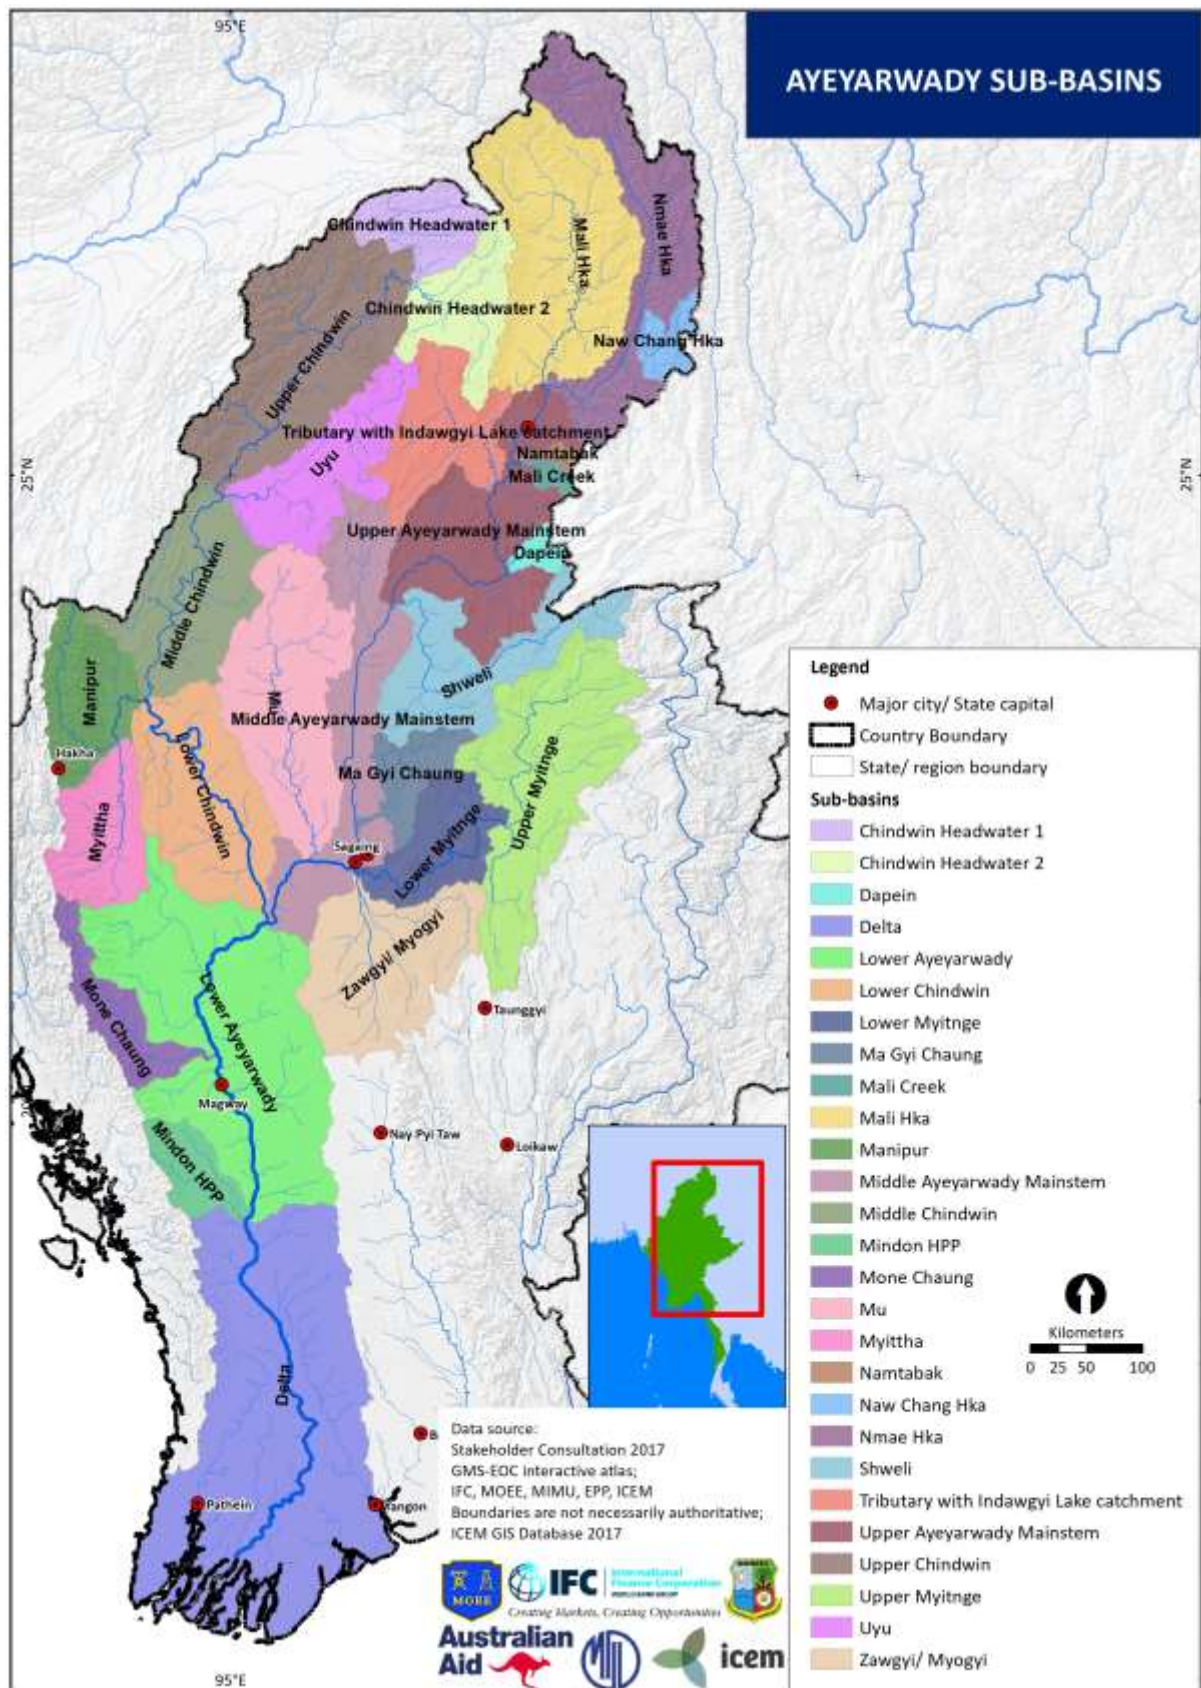 95°E
AYEYARWADY SUB-BASINS
Chindwin Headwater 1
Nmae Hka
Mali Hka
Chindwin Headwater 2
Upper Chindwin
Naw Chang Hka
Tributary with Indawgyi Lake catchment
Namtabak
Uyu
Mali Creek
25°N
25°N
Upper Ayeyarwady Mainstem
Dapein
Middle Chindwin
Manipur
Shweli
Mu
Middle Ayeyarwady Mainstem
Hakha
Lower Chindwin
Ma Gyi Chaung
Upper Myitnge
Myittha
Sagaing
Lower Myitnge
Zawgyi/ Myogyi
Mone Chaung
Lower Ayeyarwady
Taunggyi
Magway
Nay Pyi Taw
Loikaw
Mindon HPP
Delta
B
Pathein
Yangon
95°E
Legend
Major city/ State capital
Country Boundary
State/ region boundary
Sub-basins
Chindwin Headwater 1
Chindwin Headwater 2
Dapein
Delta
Lower Ayeyarwady
Lower Chindwin
Lower Myitnge
Ma Gyi Chaung
Mali Creek
Mali Hka
Manipur
Middle Ayeyarwady Mainstem
Middle Chindwin
Mindon HPP
Mone Chaung
Mu
Myittha
Namtabak
Naw Chang Hka
Nmae Hka
Shweli
Tributary with Indawgyi Lake catchment
Upper Ayeyarwady Mainstem
Upper Chindwin
Upper Myitnge
Uyu
Zawgyi/ Myogyi
Kilometers
0 25 50 100
Data source:
Stakeholder Consultation 2017
GMS-EOC interactive atlas;
IFC, MOEE, MIMU, EPP, ICEM
Boundaries are not necessarily authoritative;
ICEM GIS Database 2017
IFC
International
Finance Corporation
WORLD BANK GROUP
Creating Markets, Creating Opportunities
Australian
Aid
icem